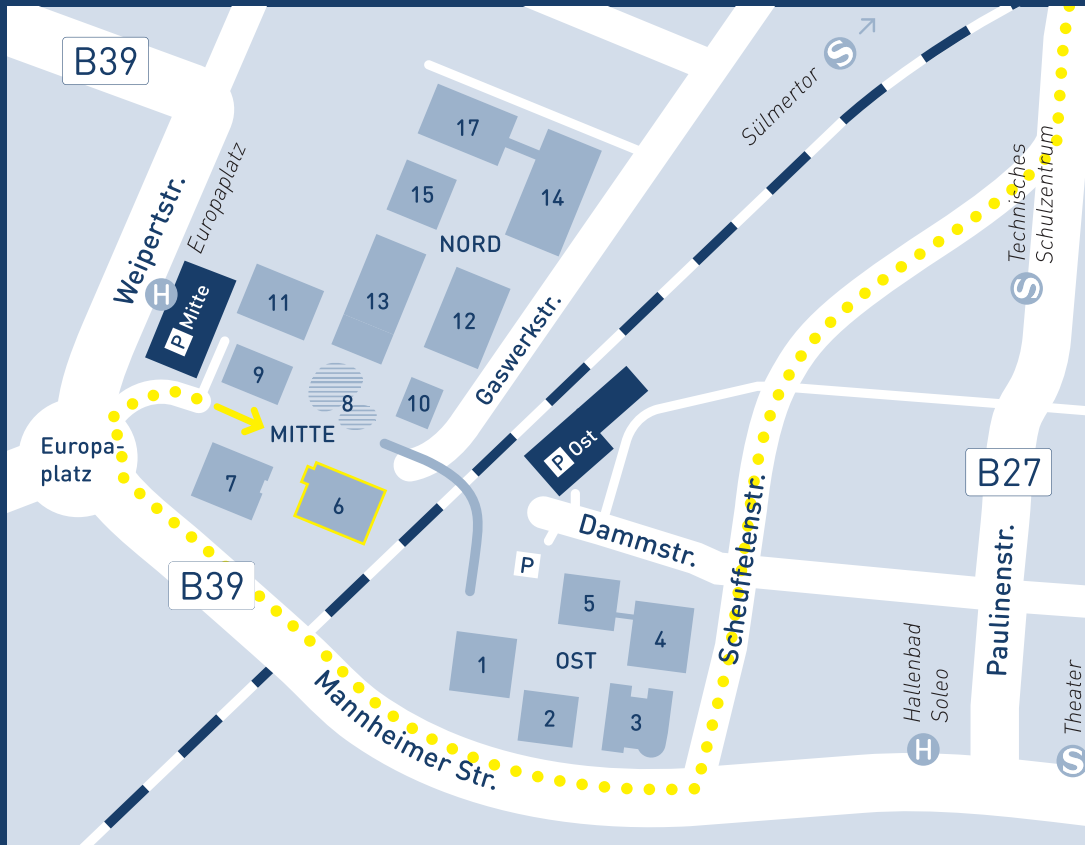 B39
Sülmertor
S
17
Technisches
Schulzentrum
15
14
Europaplatz
Weipertstr.
NORD
H
P Mitte
11
13
12
S
Gaswerkstr.
9
8
10
MITTE
Europa-
platz
7
6
P Ost
B27
Scheuffelenstr.
Dammstr.
P
B39
5
4
Paulinenstr.
OST
1
2
3
Mannheimer Str.
Hallenbad
Soleo
H
Theater
S